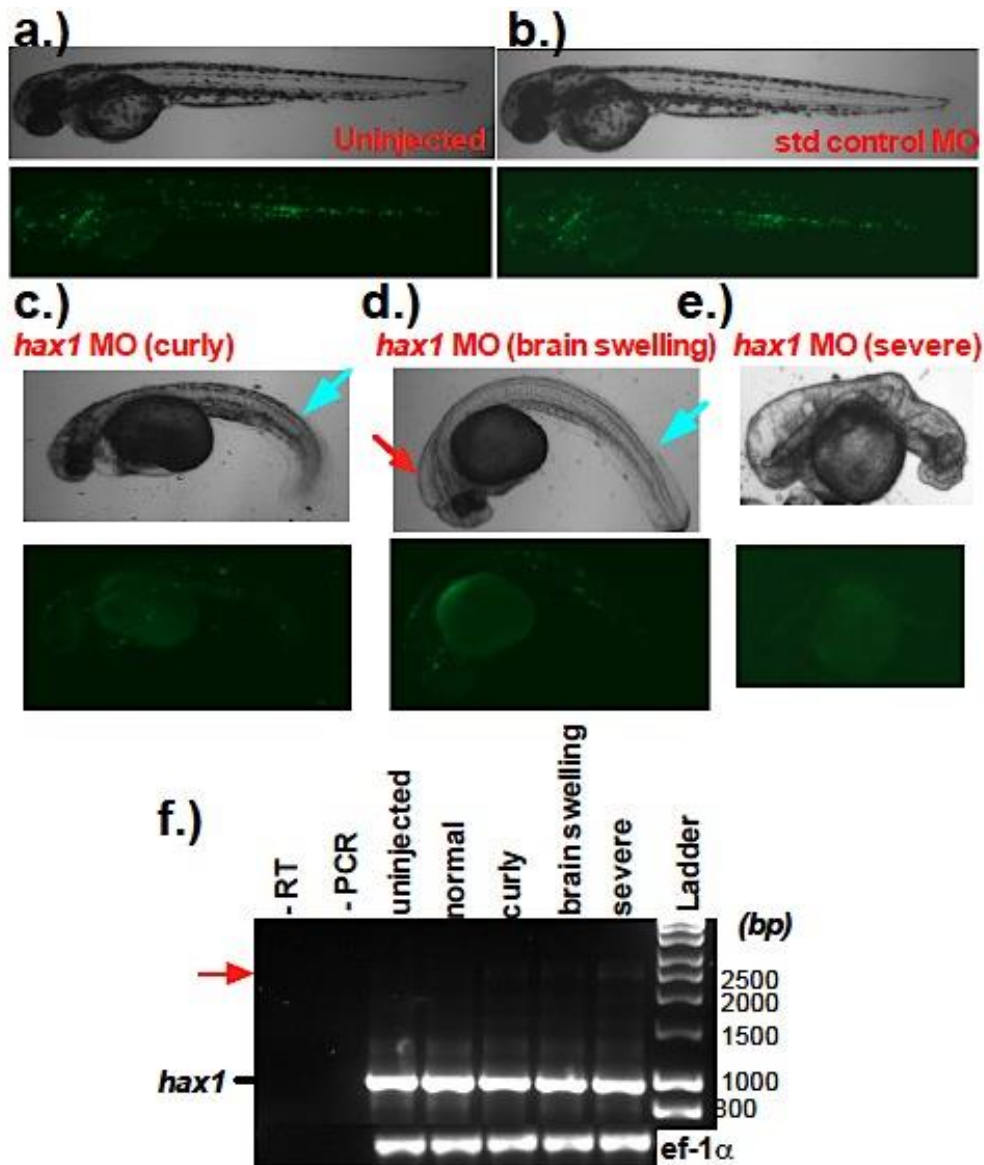 a.)
b.)
Uninjected
std control MO
c.)
d.)
e.)
hax1 MO (curly)
hax1 MO (brain swelling)
hax1 MO (severe)
f.)
- RT
- PCR
uninjected
normal
curly
brain swelling
severe
Ladder
(bp)
2500
2000
1500
hax1
1000
800
ef-1α